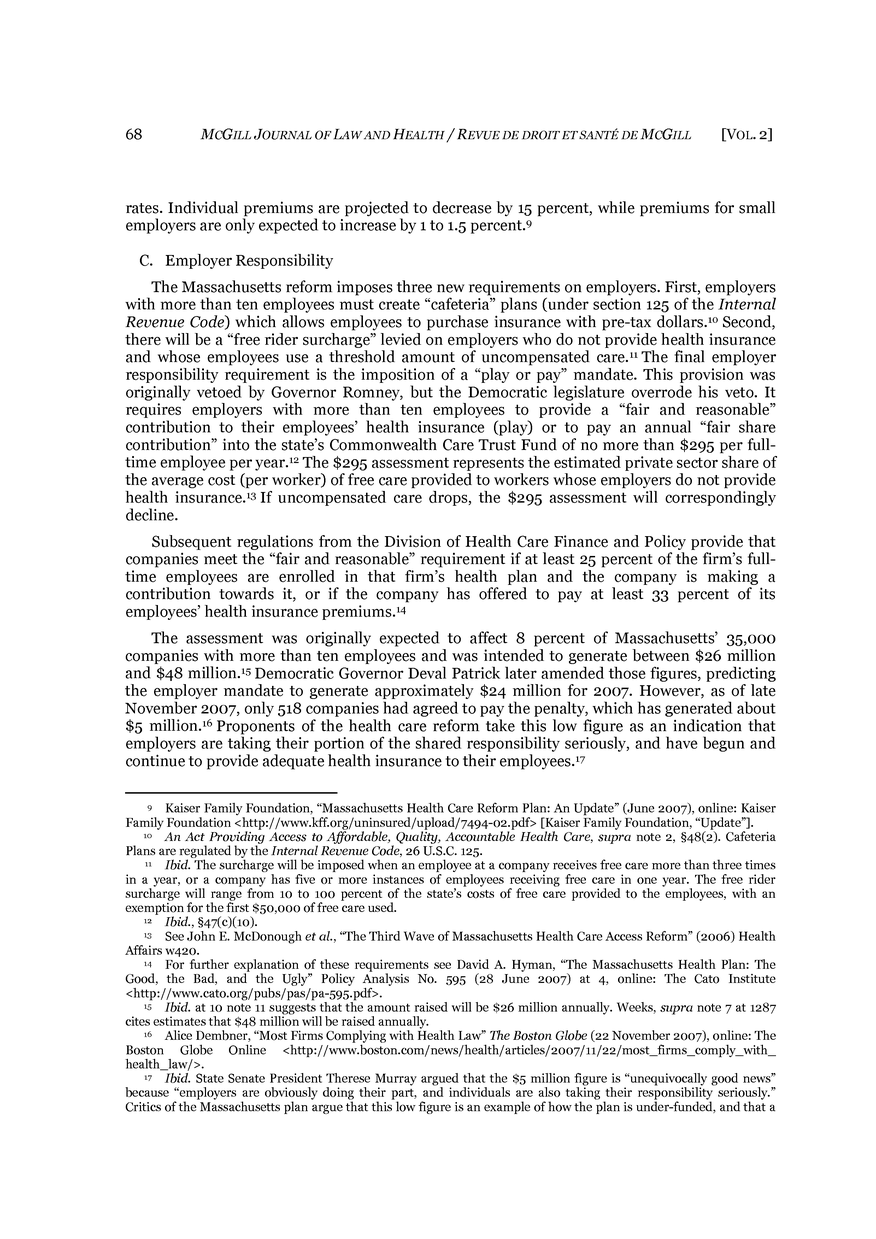 68 MCGILL JOURNAL OF LAW AND HEALTH / REVUE DE DROIT ET SANTÉ DE MCGILL [VOL. 2]
rates. Individual premiums are projected to decrease by 15 percent, while premiums for small
employers are only expected to increase by 1 to 1.5 percent.⁹
C. Employer Responsibility
The Massachusetts reform imposes three new requirements on employers. First, employers
with more than ten employees must create “cafeteria” plans (under section 125 of the Internal
Revenue Code) which allows employees to purchase insurance with pre-tax dollars.¹⁰ Second,
there will be a “free rider surcharge” levied on employers who do not provide health insurance
and whose employees use a threshold amount of uncompensated care.¹¹ The final employer
responsibility requirement is the imposition of a “play or pay” mandate. This provision was
originally vetoed by Governor Romney, but the Democratic legislature overrode his veto. It
requires employers with more than ten employees to provide a “fair and reasonable”
contribution to their employees’ health insurance (play) or to pay an annual “fair share
contribution” into the state’s Commonwealth Care Trust Fund of no more than $295 per full-
time employee per year.¹² The $295 assessment represents the estimated private sector share of
the average cost (per worker) of free care provided to workers whose employers do not provide
health insurance.¹³ If uncompensated care drops, the $295 assessment will correspondingly
decline.
Subsequent regulations from the Division of Health Care Finance and Policy provide that
companies meet the “fair and reasonable” requirement if at least 25 percent of the firm’s full-
time employees are enrolled in that firm’s health plan and the company is making a
contribution towards it, or if the company has offered to pay at least 33 percent of its
employees’ health insurance premiums.¹⁴
The assessment was originally expected to affect 8 percent of Massachusetts’ 35,000
companies with more than ten employees and was intended to generate between $26 million
and $48 million.¹⁵ Democratic Governor Deval Patrick later amended those figures, predicting
the employer mandate to generate approximately $24 million for 2007. However, as of late
November 2007, only 518 companies had agreed to pay the penalty, which has generated about
$5 million.¹⁶ Proponents of the health care reform take this low figure as an indication that
employers are taking their portion of the shared responsibility seriously, and have begun and
continue to provide adequate health insurance to their employees.¹⁷
⁹ Kaiser Family Foundation, “Massachusetts Health Care Reform Plan: An Update” (June 2007), online: Kaiser
Family Foundation <http://www.kff.org/uninsured/upload/7494-02.pdf> [Kaiser Family Foundation, “Update”].
¹⁰ An Act Providing Access to Affordable, Quality, Accountable Health Care, supra note 2, §48(2). Cafeteria
Plans are regulated by the Internal Revenue Code, 26 U.S.C. 125.
¹¹ Ibid. The surcharge will be imposed when an employee at a company receives free care more than three times
in a year, or a company has five or more instances of employees receiving free care in one year. The free rider
surcharge will range from 10 to 100 percent of the state’s costs of free care provided to the employees, with an
exemption for the first $50,000 of free care used.
¹² Ibid., §47(c)(10).
¹³ See John E. McDonough et al., “The Third Wave of Massachusetts Health Care Access Reform” (2006) Health
Affairs w420.
¹⁴ For further explanation of these requirements see David A. Hyman, “The Massachusetts Health Plan: The
Good, the Bad, and the Ugly” Policy Analysis No. 595 (28 June 2007) at 4, online: The Cato Institute
<http://www.cato.org/pubs/pas/pa-595.pdf>.
¹⁵ Ibid. at 10 note 11 suggests that the amount raised will be $26 million annually. Weeks, supra note 7 at 1287
cites estimates that $48 million will be raised annually.
¹⁶ Alice Dembner, “Most Firms Complying with Health Law” The Boston Globe (22 November 2007), online: The
Boston Globe Online <http://www.boston.com/news/health/articles/2007/11/22/most_firms_comply_with_
health_law/>.
¹⁷ Ibid. State Senate President Therese Murray argued that the $5 million figure is “unequivocally good news”
because “employers are obviously doing their part, and individuals are also taking their responsibility seriously.”
Critics of the Massachusetts plan argue that this low figure is an example of how the plan is under-funded, and that a